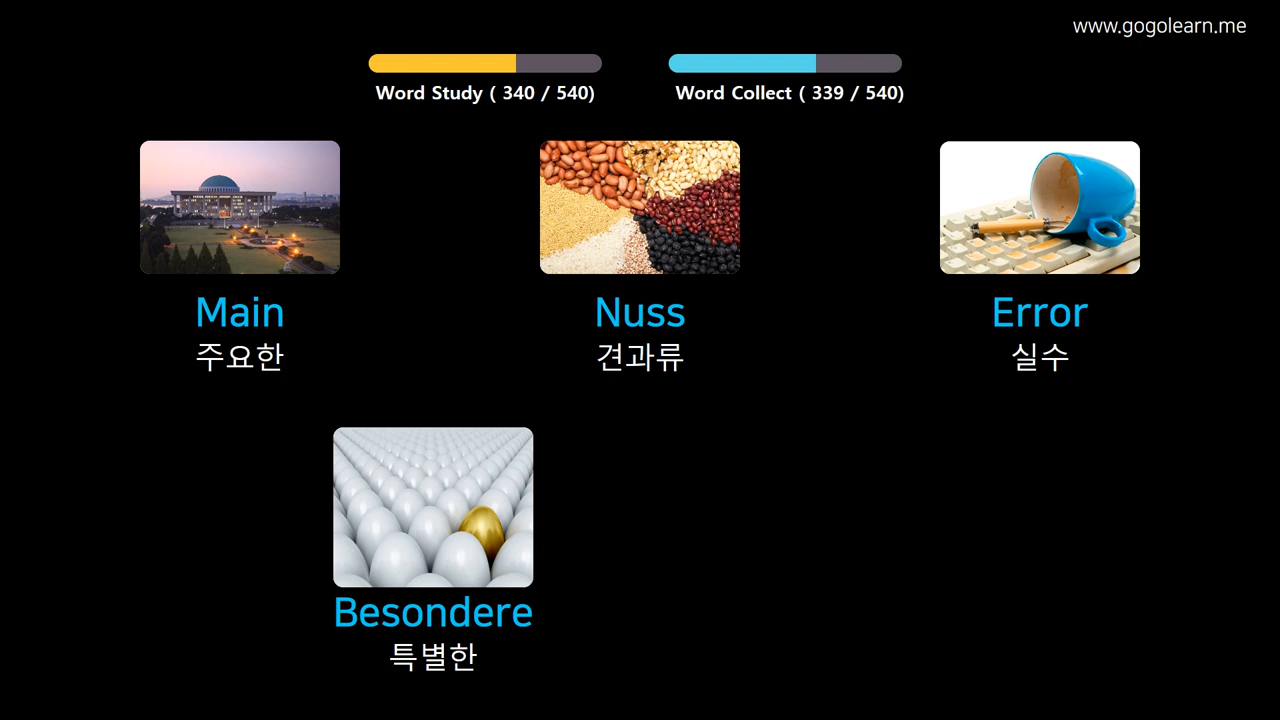 www.gogolearn.me
Word Study ( 340 / 540)
Word Collect ( 339 / 540)
Main
주요한
Nuss
견과류
Error
실수
Besondere
특별한